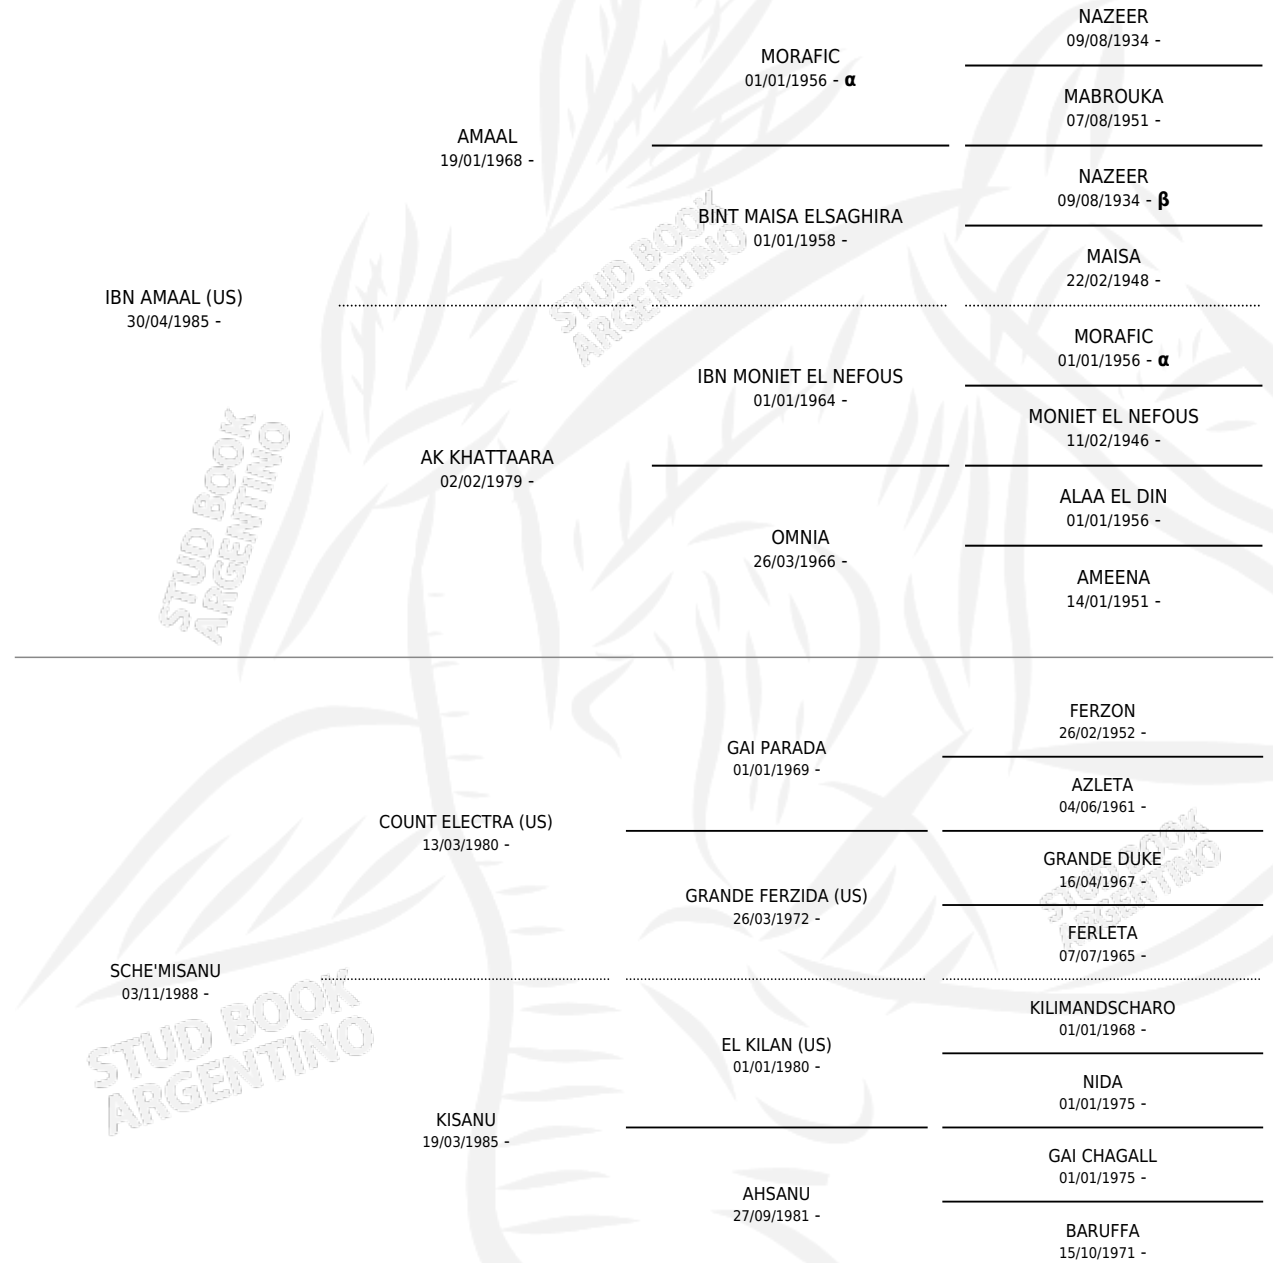 NAZEER
09/08/1934 -
MORAFIC
01/01/1956 - α
MABROUKA
07/08/1951 -
AMAAL
19/01/1968 -
NAZEER
09/08/1934 - β
BINT MAISA ELSAGHIRA
01/01/1958 -
MAISA
22/02/1948 -
IBN AMAAL (US)
30/04/1985 -
MORAFIC
01/01/1956 - α
IBN MONIET EL NEFOUS
01/01/1964 -
MONIET EL NEFOUS
11/02/1946 -
AK KHATTAARA
02/02/1979 -
ALAA EL DIN
01/01/1956 -
OMNIA
26/03/1966 -
AMEENA
14/01/1951 -
FERZON
26/02/1952 -
GAI PARADA
01/01/1969 -
AZLETA
04/06/1961 -
COUNT ELECTRA (US)
13/03/1980 -
GRANDE DUKE
16/04/1967 -
GRANDE FERZIDA (US)
26/03/1972 -
FERLETA
07/07/1965 -
SCHE'MISANU
03/11/1988 -
KILIMANDSCHARO
01/01/1968 -
EL KILAN (US)
01/01/1980 -
NIDA
01/01/1975 -
KISANU
19/03/1985 -
GAI CHAGALL
01/01/1975 -
AHSANU
27/09/1981 -
BARUFFA
15/10/1971 -
STUD BOOK
ARGENTINO
STUD BOOK
ARGENTINO
STUD BOOK
ARGENTINO
STUD BOOK
ARGENTINO